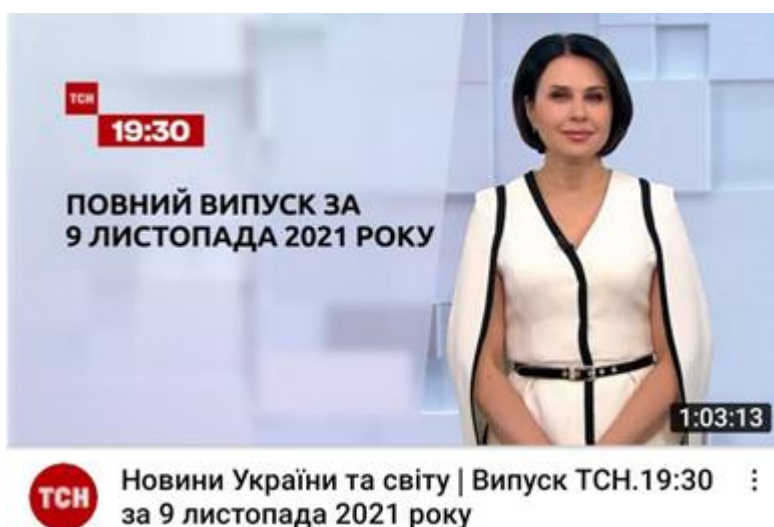 ТСН
19:30
ПОВНИЙ ВИПУСК ЗА
9 ЛИСТОПАДА 2021 РОКУ
1:03:13
ТСН
Новини України та світу | Випуск ТСН.19:30
за 9 листопада 2021 року